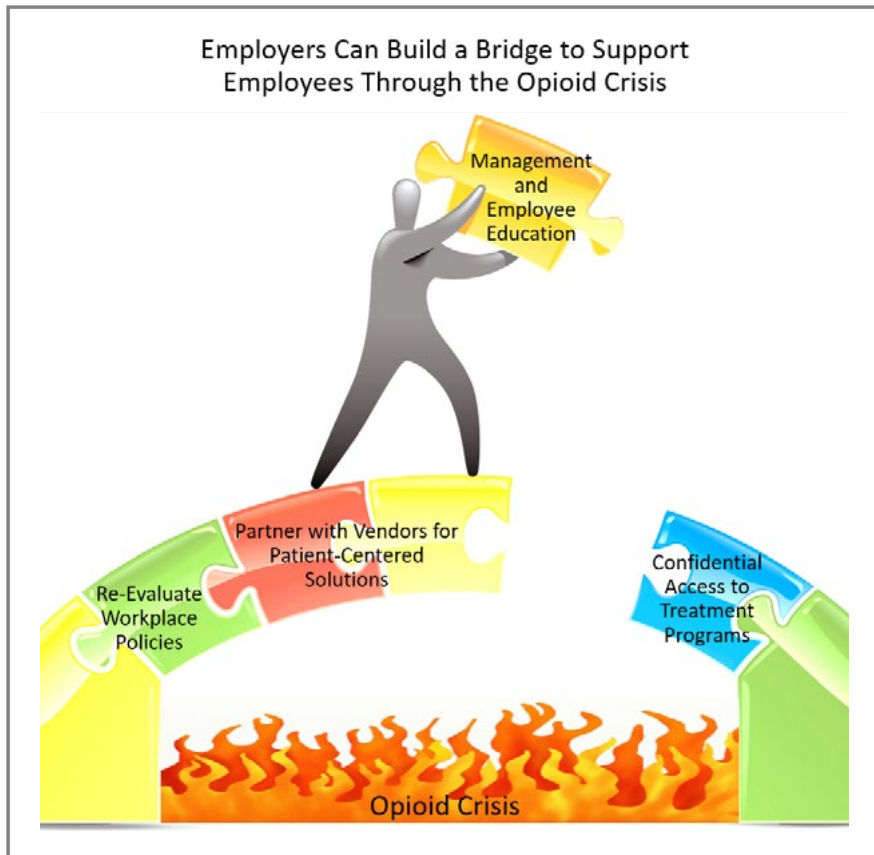 Employers Can Build a Bridge to Support
Employees Through the Opioid Crisis
Management
and
Employee
Education
Partner with Vendors for
Patient-Centered
Solutions
Re-Evaluate
Workplace
Policies
Confidential
Access to
Treatment
Programs
Opioid Crisis